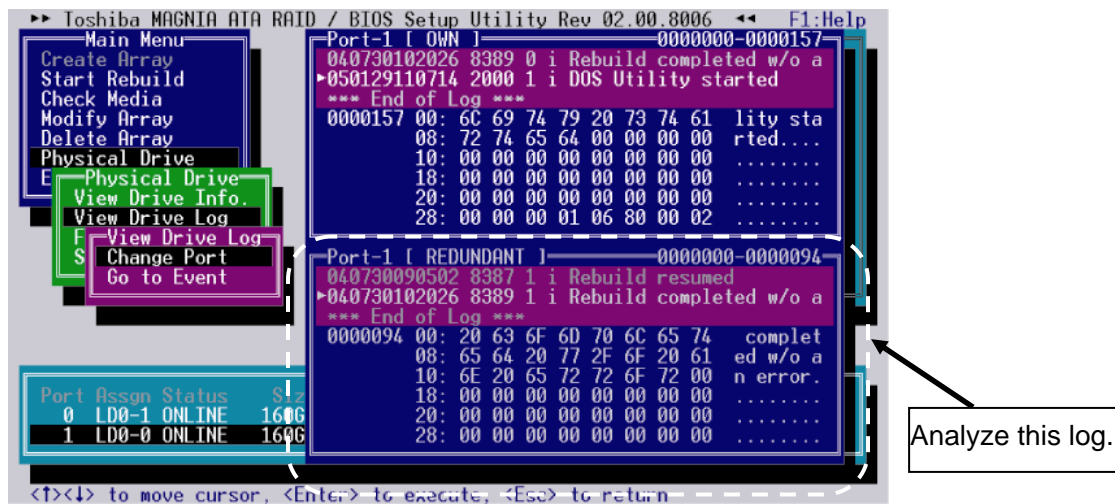 ►► Toshiba MAGNIA ATA RAID / BIOS Setup Utility Rev 02.00.8006 ◄◄ F1:Help
Main Menu
Create Array
Start Rebuild
Check Media
Modify Array
Delete Array
Physical Drive
E
Physical Drive
View Drive Info.
View Drive Log
F
S
View Drive Log
Change Port
Go to Event
Port-1 [ OWN ] 0000000-0000157
040730102026 8389 0 i Rebuild completed w/o a
►050129110714 2000 1 i DOS Utility started
*** End of Log ***
0000157 00: 6C 69 74 79 20 73 74 61 lity sta
08: 72 74 65 64 00 00 00 00 rted....
10: 00 00 00 00 00 00 00 00 ........
18: 00 00 00 00 00 00 00 00 ........
20: 00 00 00 00 00 00 00 00 ........
28: 00 00 00 01 06 80 00 02 ........
Port-1 [ REDUNDANT ] 0000000-0000094
040730090502 8387 1 i Rebuild resumed
►040730102026 8389 1 i Rebuild completed w/o a
*** End of Log ***
0000094 00: 20 63 6F 6D 70 6C 65 74 complet
08: 65 64 20 77 2F 6F 20 61 ed w/o a
10: 6E 20 65 72 72 6F 72 00 n error.
18: 00 00 00 00 00 00 00 00 ........
20: 00 00 00 00 00 00 00 00 ........
28: 00 00 00 00 00 00 00 00 ........
Port Assgn Status Siz
0 LD0-1 ONLINE 160G
1 LD0-0 ONLINE 160G
Analyze this log.
<↑><↓> to move cursor, <Enter> to execute, <Esc> to return